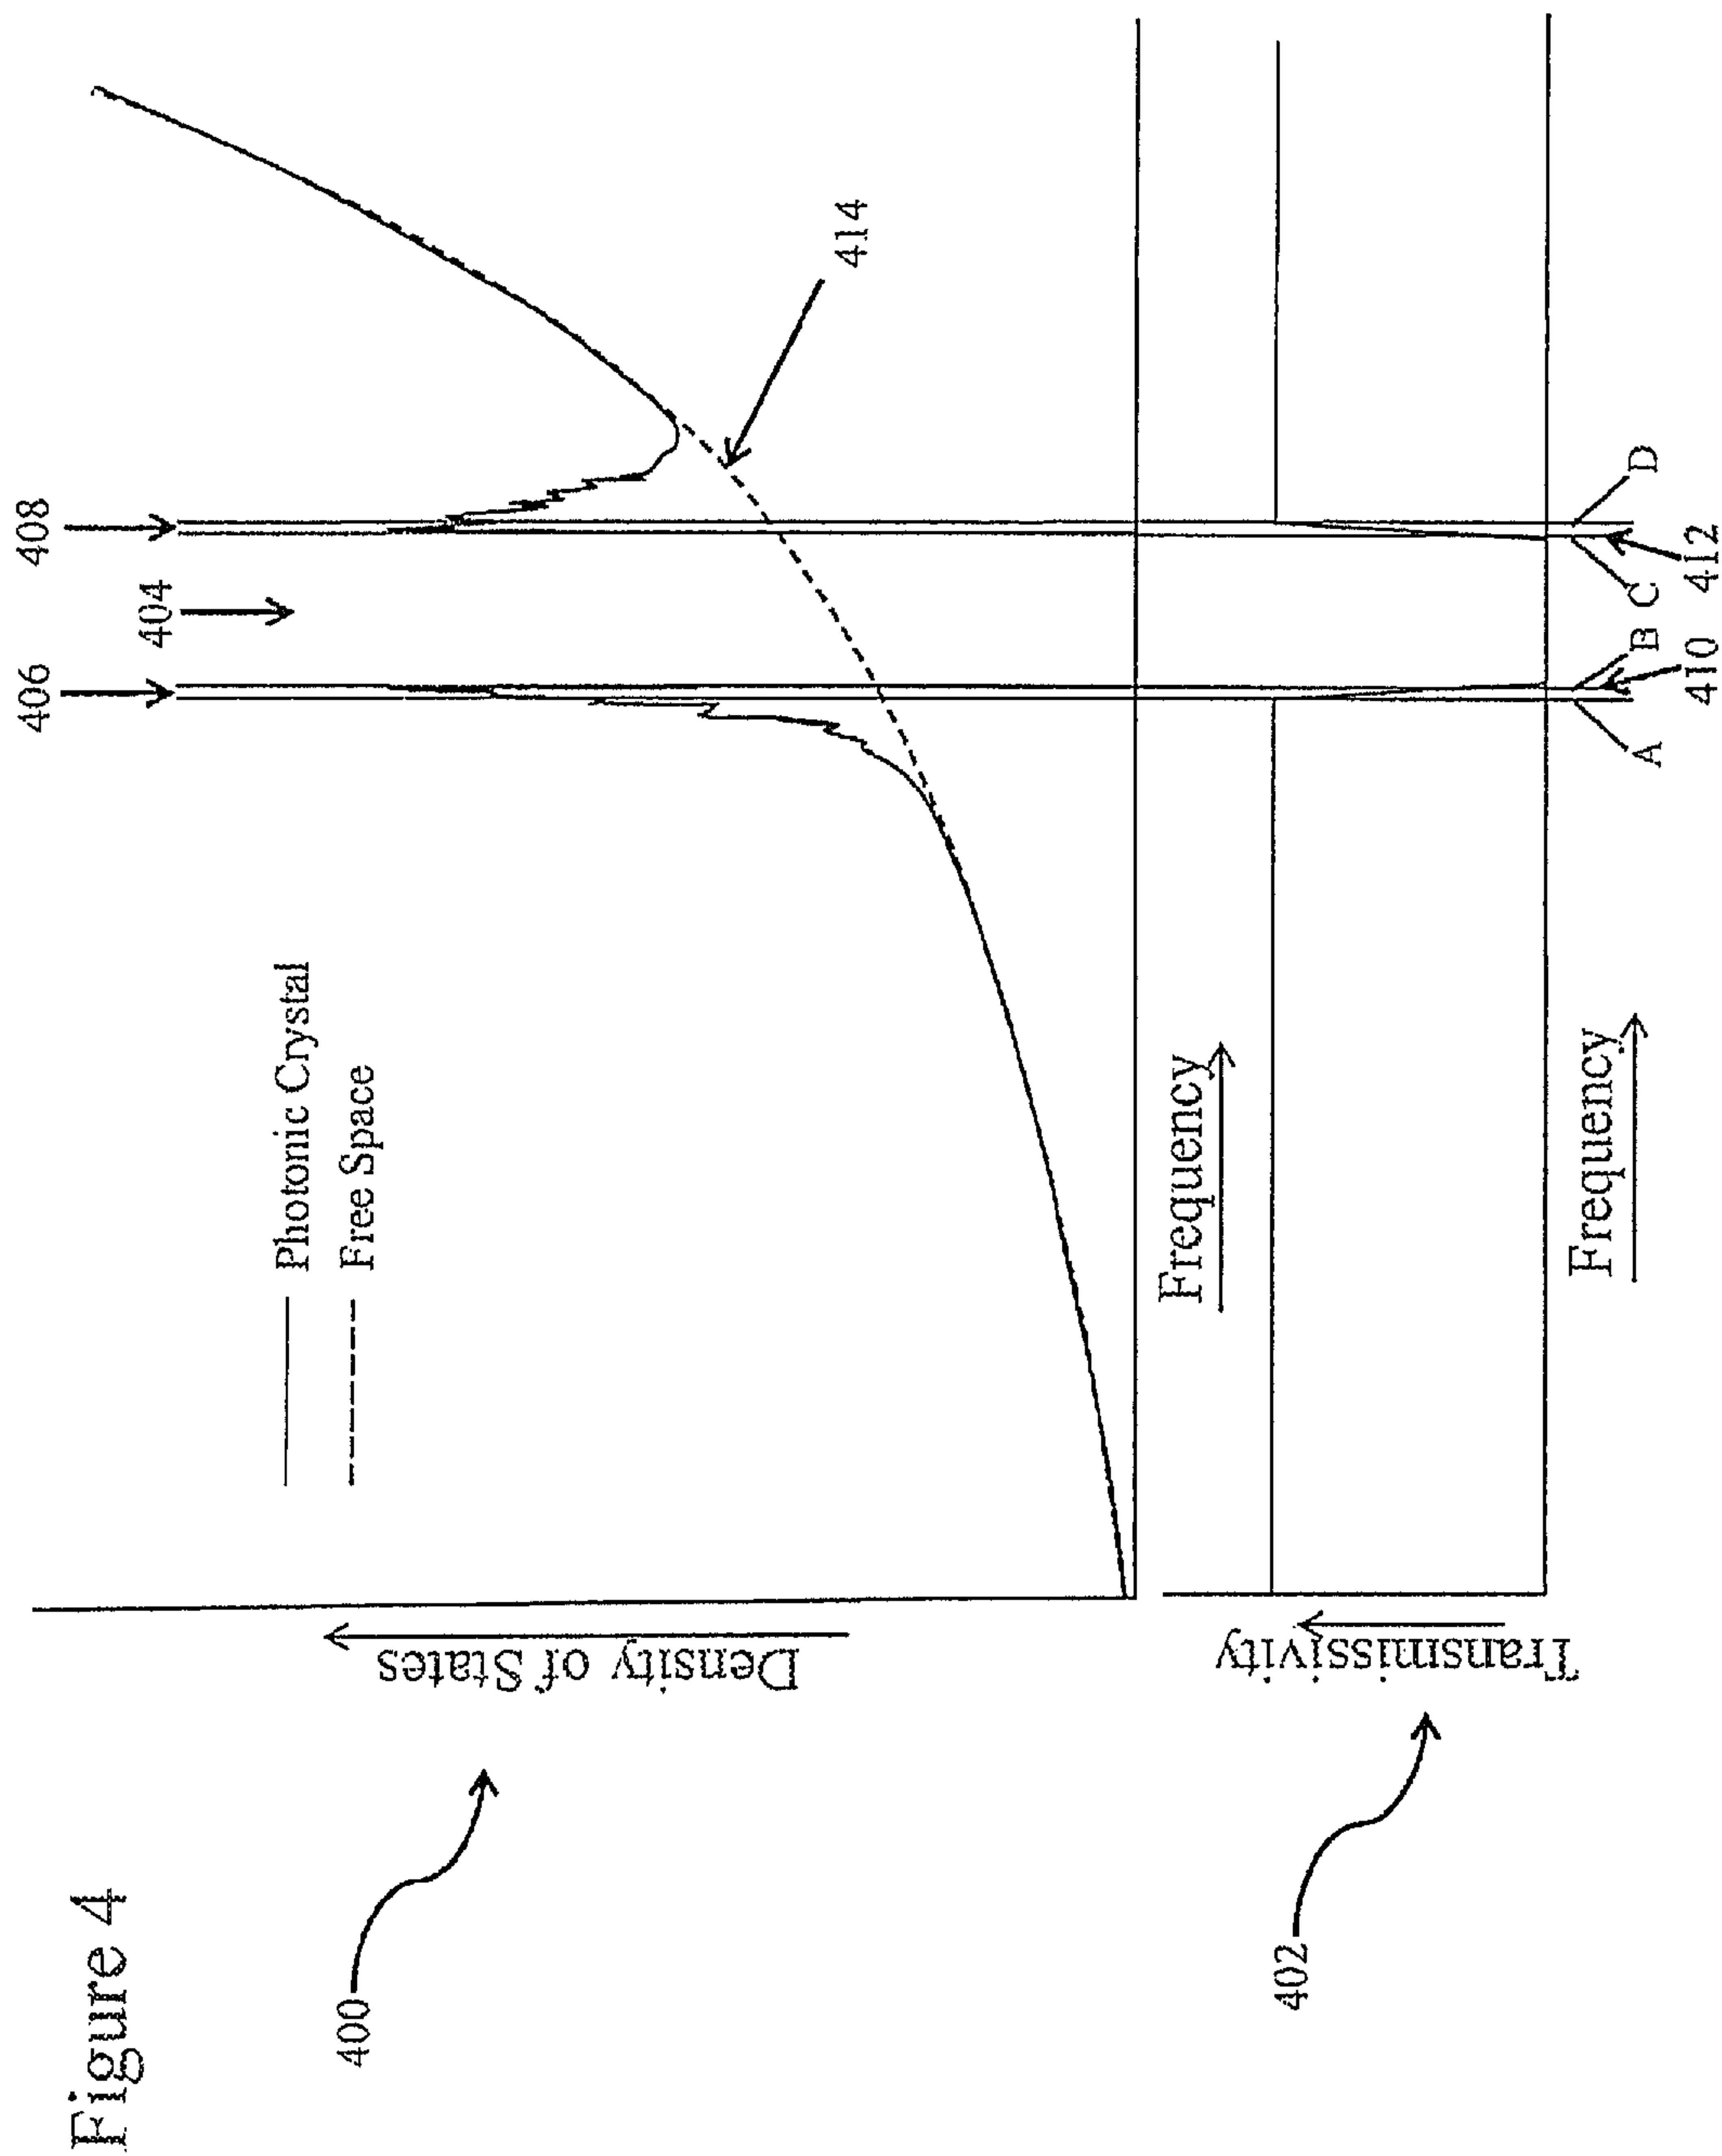 Figure 4
400
402
Density of States
Transmissivity
Photonic Crystal
Free Space
406
404
408
414
Frequency
Frequency
A
B
C
D
410
412